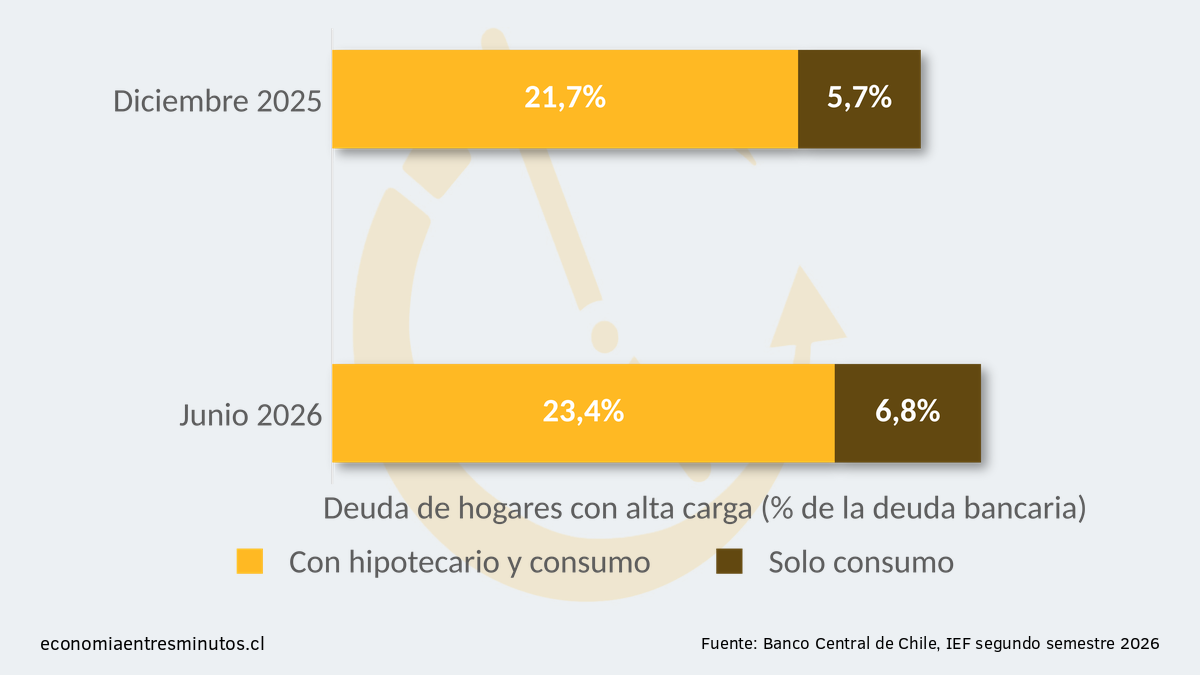 Diciembre 2025
21,7%
5,7%
Junio 2026
23,4%
6,8%
Deuda de hogares con alta carga (% de la deuda bancaria)
Con hipotecario y consumo
Solo consumo
economiaentresminutos.cl
Fuente: Banco Central de Chile, IEF segundo semestre 2026